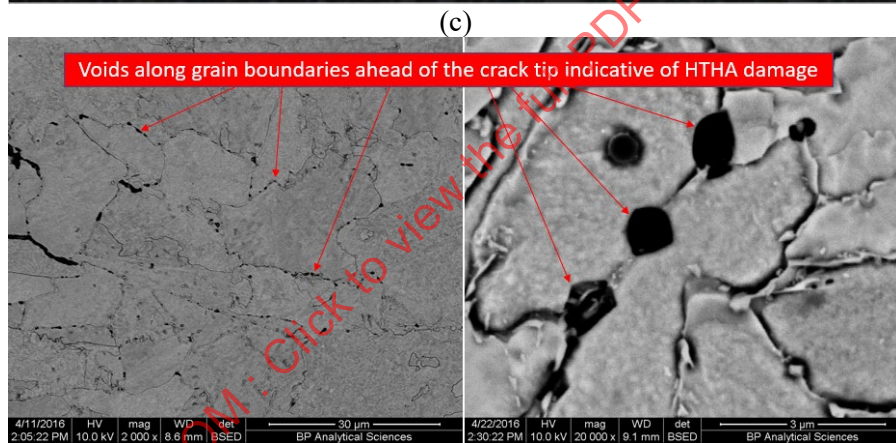 (c)
Voids along grain boundaries ahead of the crack tip indicative of HTHA damage
OM : Click to view the full PDF
4/11/2016 HV mag WD det 30 µm
2:05:22 PM 10.0 kV 2 000 x 8.6 mm BSED BP Analytical Sciences
4/22/2016 HV mag WD det 3 µm
2:30:22 PM 10.0 kV 20 000 x 9.1 mm BSED BP Analytical Sciences